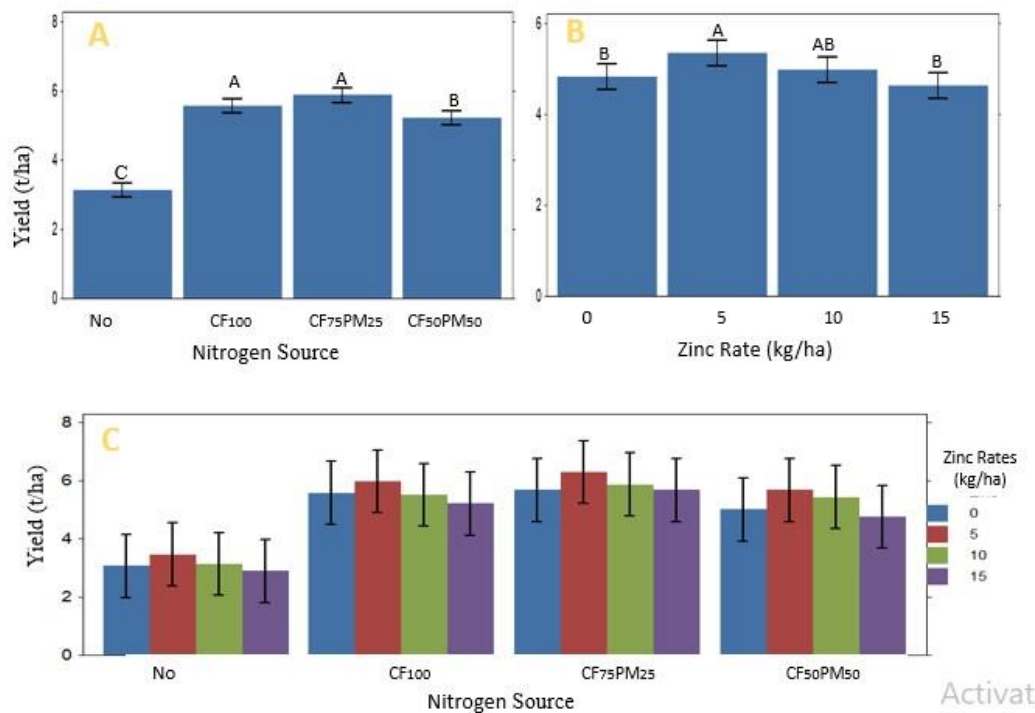 A
8
6
4
2
0
Yield (t/ha)
C
A
A
B
No
CF100
CF75PM25
CF50PM50
Nitrogen Source
B
6
4
2
0
B
A
AB
B
0
5
10
15
Zinc Rate (kg/ha)
C
8
6
4
2
0
Yield (t/ha)
No
CF100
CF75PM25
CF50PM50
Nitrogen Source
Zinc Rates
(kg/ha)
0
5
10
15
Activat